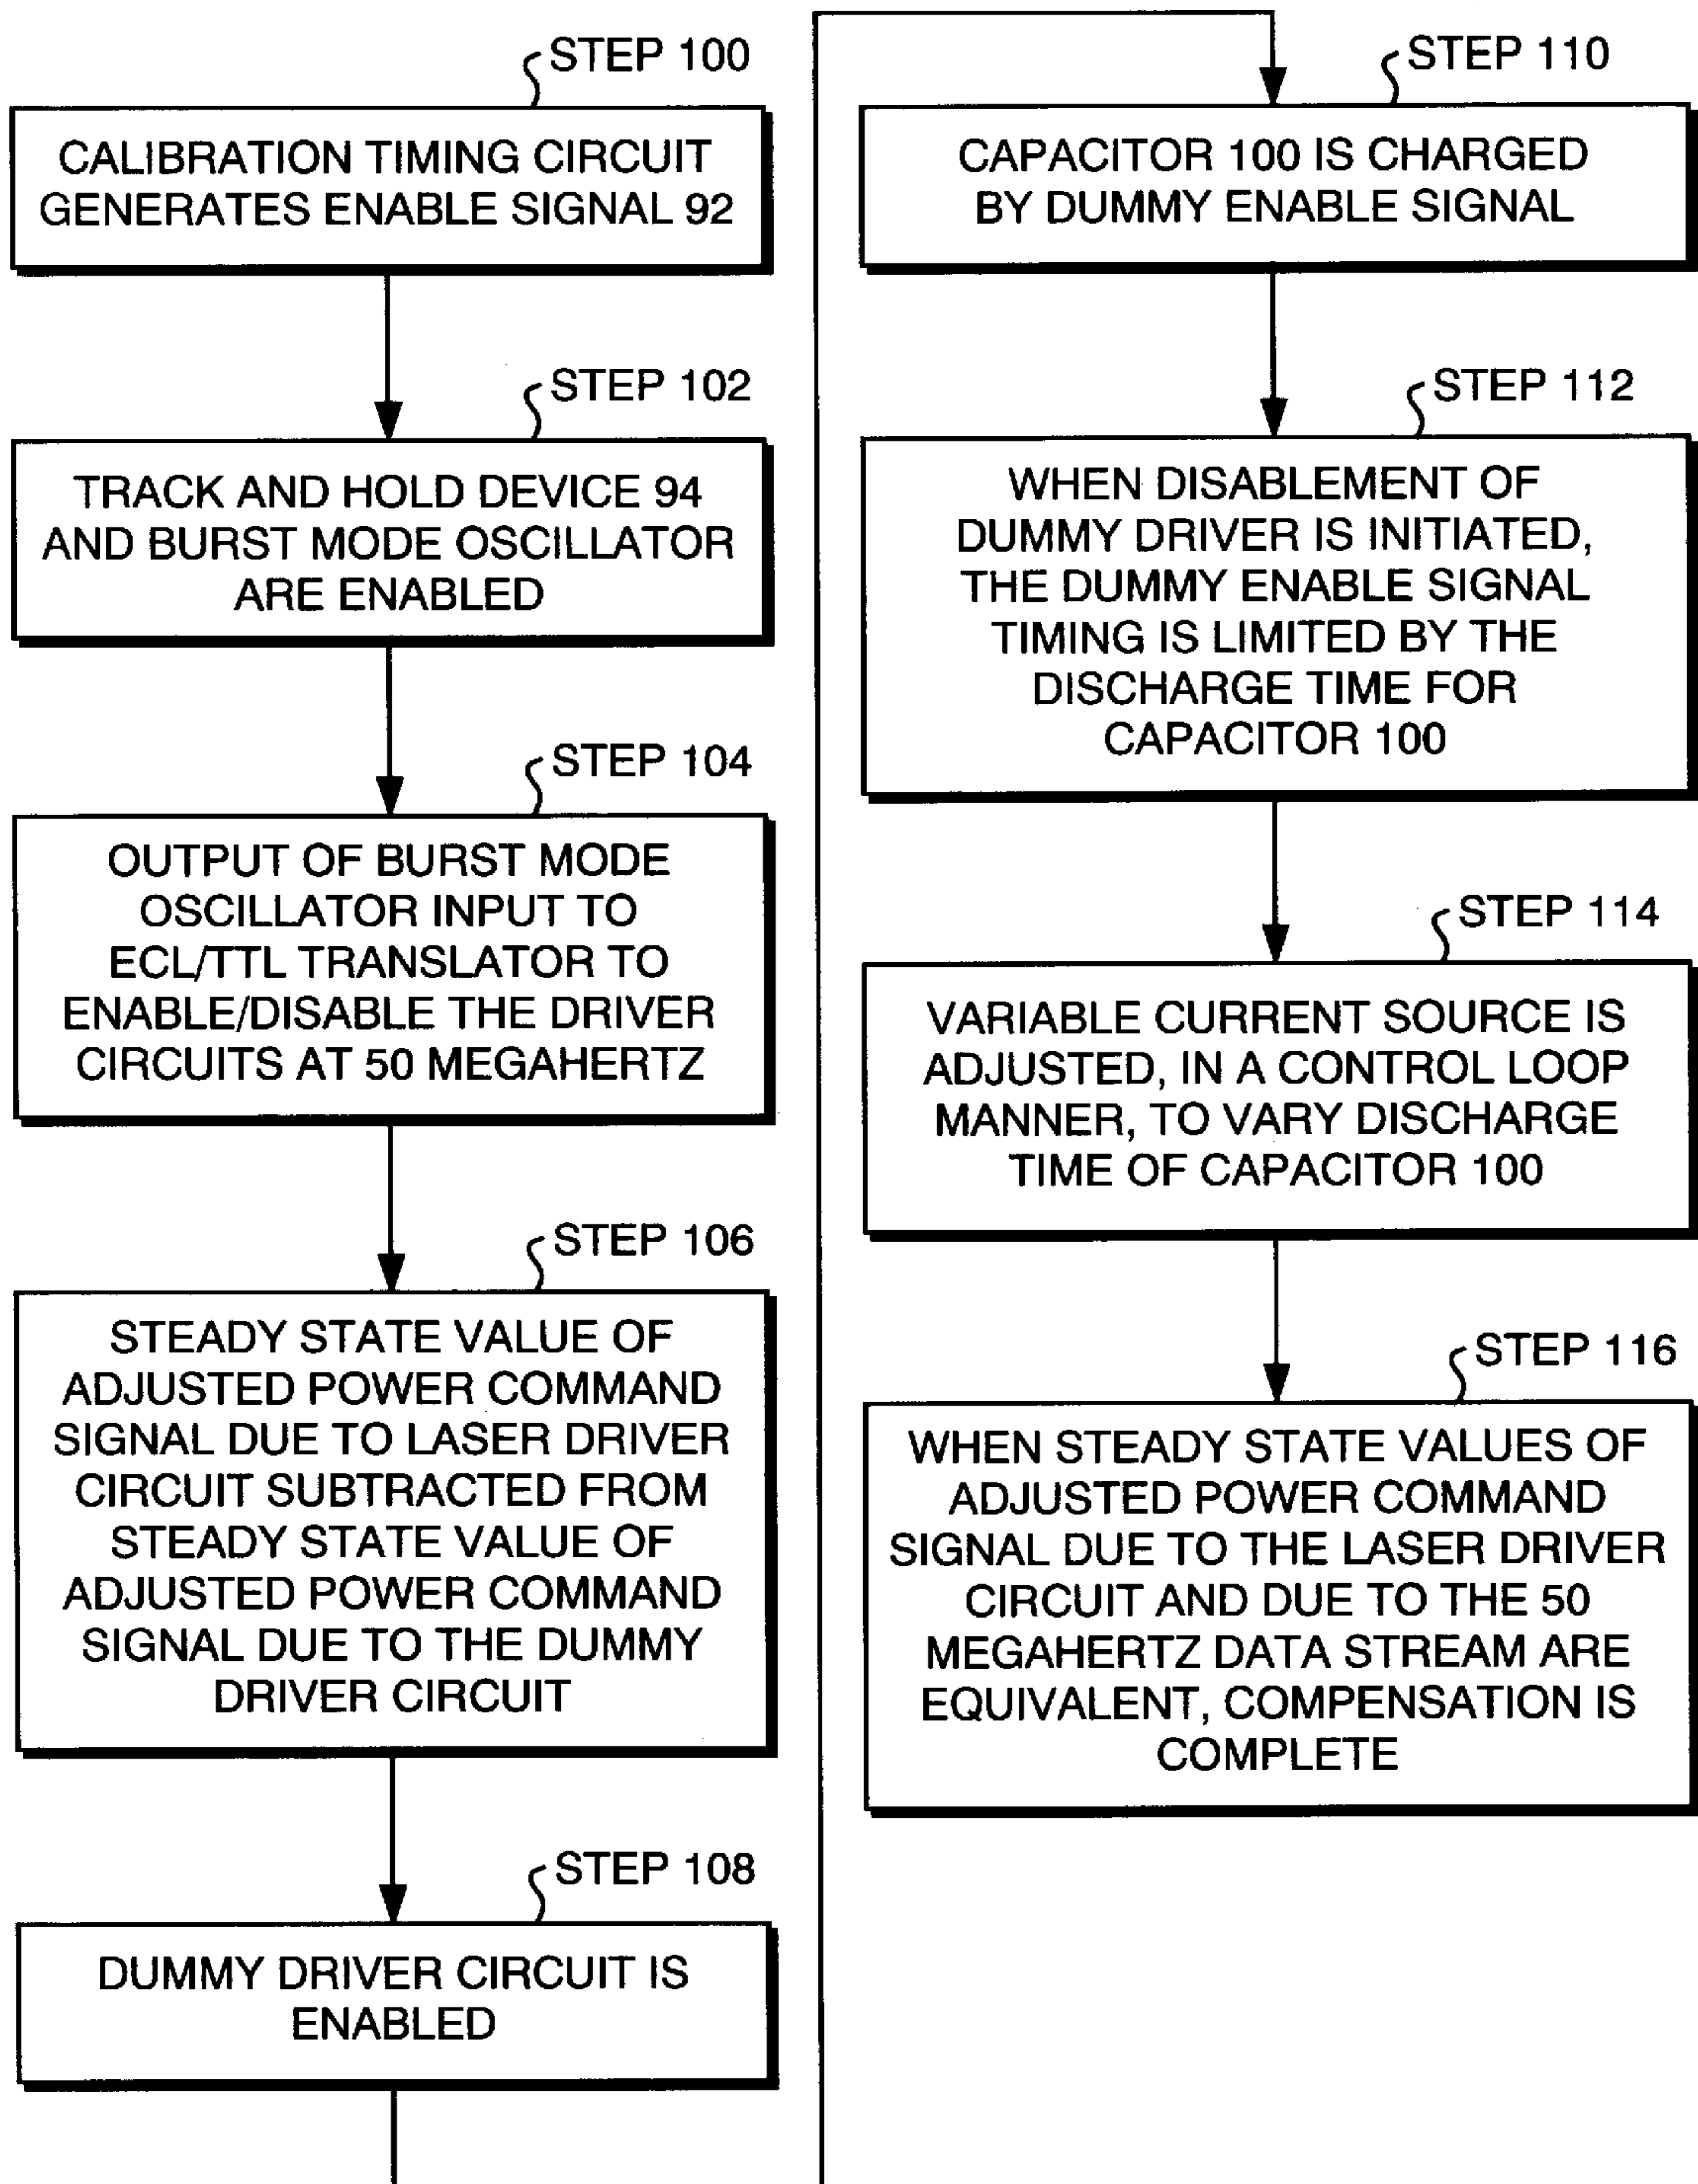 STEP 100
CALIBRATION TIMING CIRCUIT
GENERATES ENABLE SIGNAL 92
STEP 102
TRACK AND HOLD DEVICE 94
AND BURST MODE OSCILLATOR
ARE ENABLED
STEP 104
OUTPUT OF BURST MODE
OSCILLATOR INPUT TO
ECL/TTL TRANSLATOR TO
ENABLE/DISABLE THE DRIVER
CIRCUITS AT 50 MEGAHERTZ
STEP 106
STEADY STATE VALUE OF
ADJUSTED POWER COMMAND
SIGNAL DUE TO LASER DRIVER
CIRCUIT SUBTRACTED FROM
STEADY STATE VALUE OF
ADJUSTED POWER COMMAND
SIGNAL DUE TO THE DUMMY
DRIVER CIRCUIT
STEP 108
DUMMY DRIVER CIRCUIT IS
ENABLED
STEP 110
CAPACITOR 100 IS CHARGED
BY DUMMY ENABLE SIGNAL
STEP 112
WHEN DISABLEMENT OF
DUMMY DRIVER IS INITIATED,
THE DUMMY ENABLE SIGNAL
TIMING IS LIMITED BY THE
DISCHARGE TIME FOR
CAPACITOR 100
STEP 114
VARIABLE CURRENT SOURCE IS
ADJUSTED, IN A CONTROL LOOP
MANNER, TO VARY DISCHARGE
TIME OF CAPACITOR 100
STEP 116
WHEN STEADY STATE VALUES OF
ADJUSTED POWER COMMAND
SIGNAL DUE TO THE LASER DRIVER
CIRCUIT AND DUE TO THE 50
MEGAHERTZ DATA STREAM ARE
EQUIVALENT, COMPENSATION IS
COMPLETE